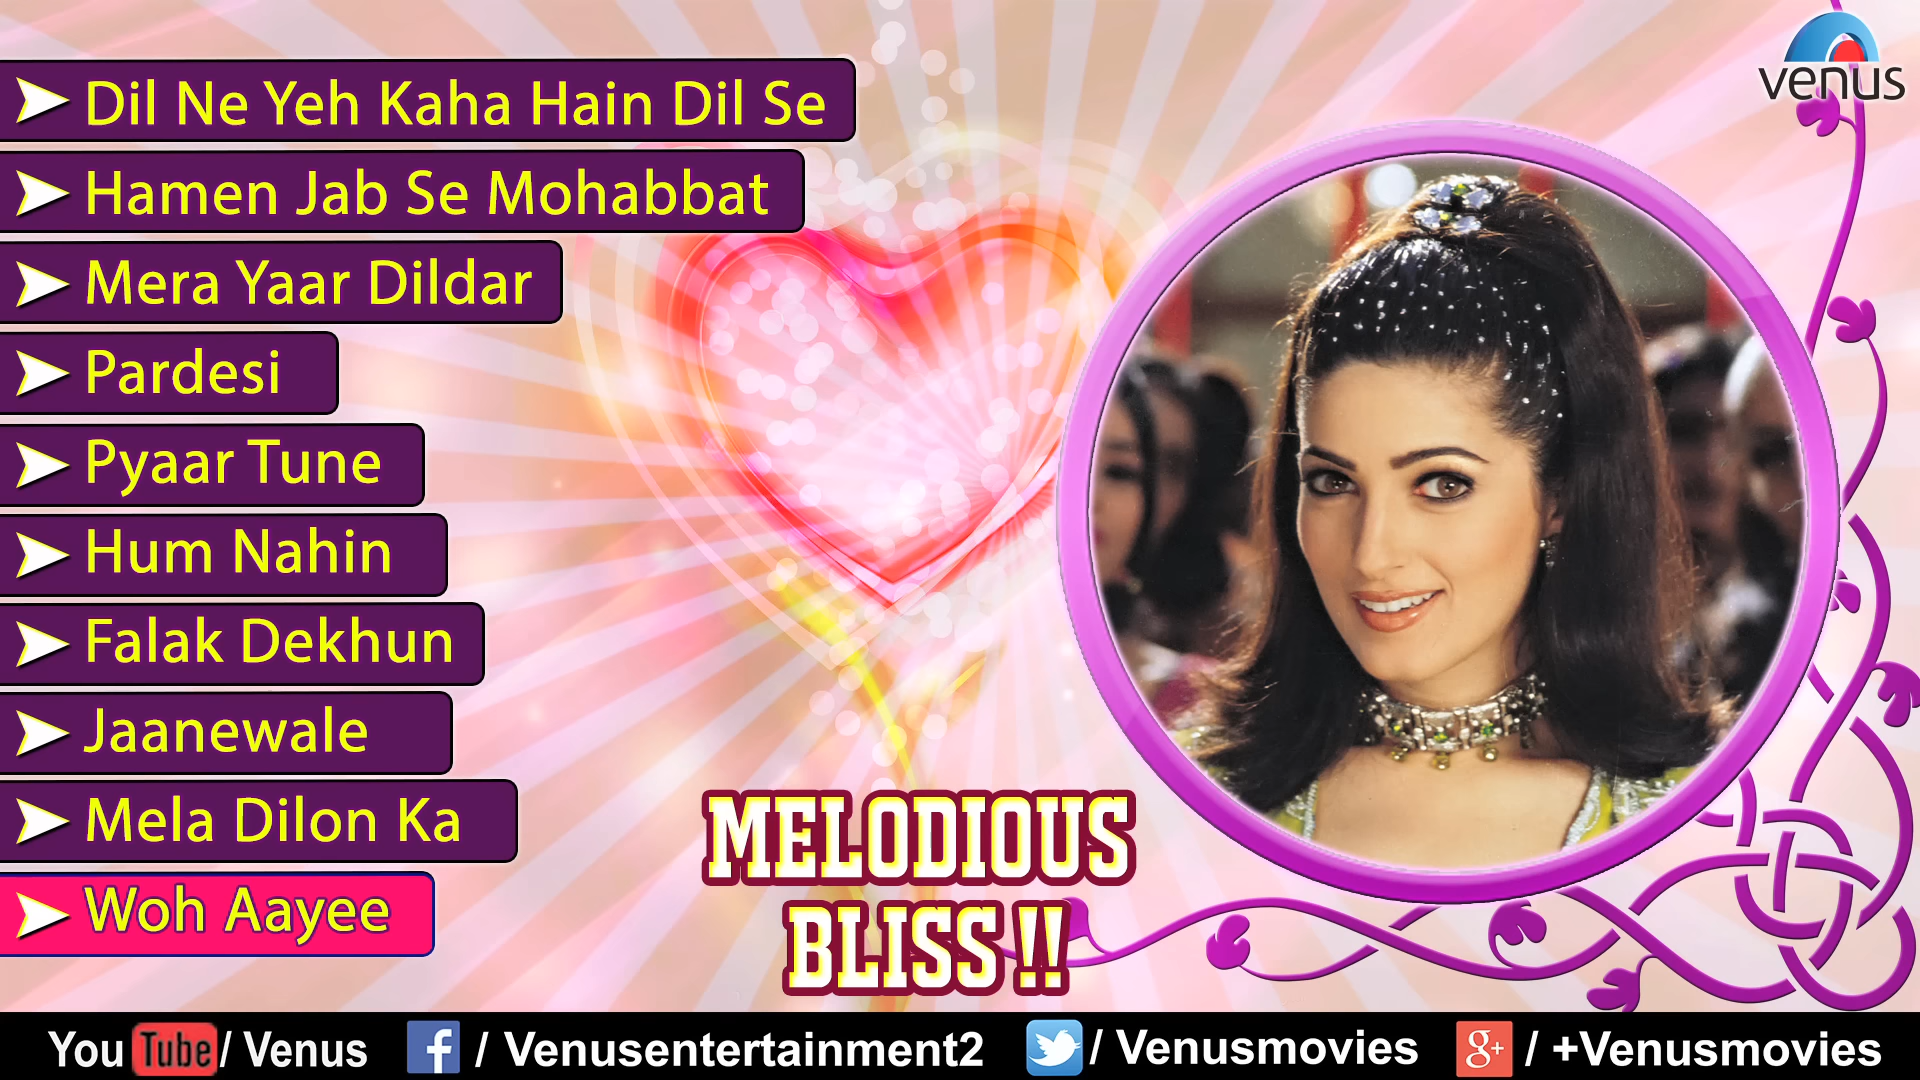 venus
Dil Ne Yeh Kaha Hain Dil Se
Hamen Jab Se Mohabbat
Mera Yaar Dildar
Pardesi
Pyaar Tune
Hum Nahin
Falak Dekhun
Jaanewale
Mela Dilon Ka
Woh Aayee
MELODIOUS
BLISS !!
You Tube / Venus f / Venusentertainment2 / Venusmovies g+ / +Venusmovies